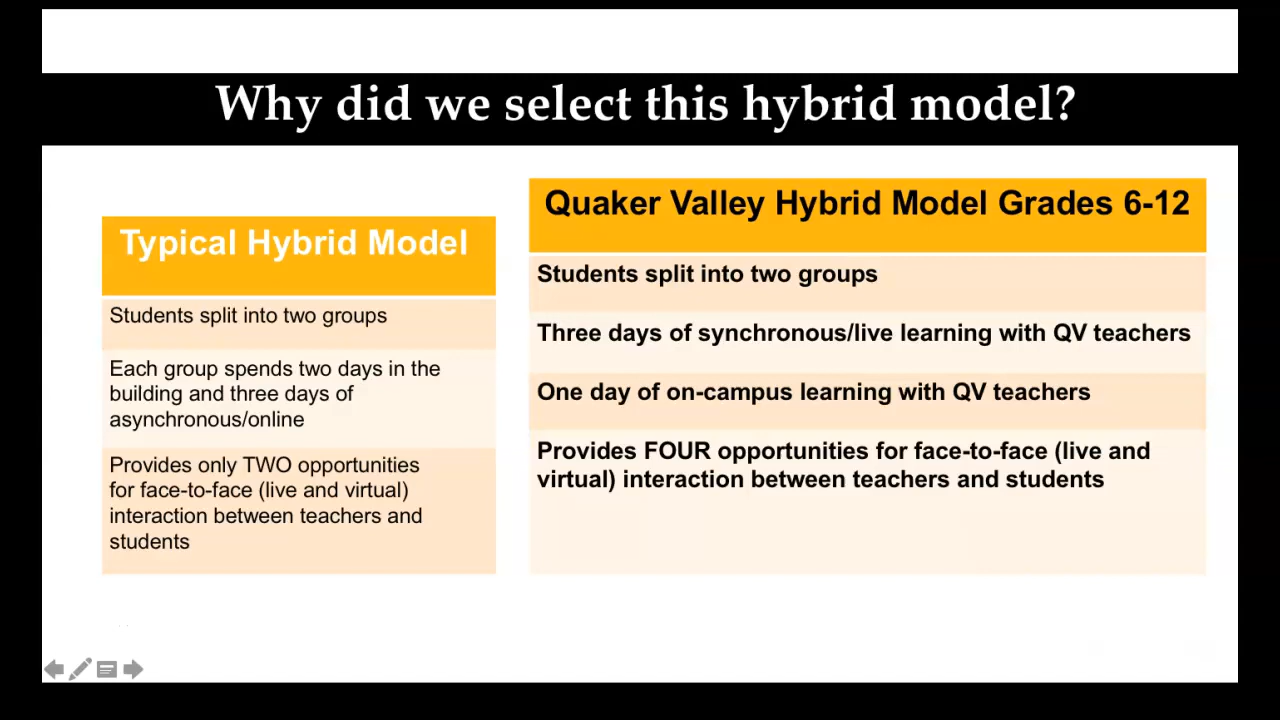 Why did we select this hybrid model?
Typical Hybrid Model
Students split into two groups
Each group spends two days in the
building and three days of
asynchronous/online
Provides only TWO opportunities
for face-to-face (live and virtual)
interaction between teachers and
students
Quaker Valley Hybrid Model Grades 6-12
Students split into two groups
Three days of synchronous/live learning with QV teachers
One day of on-campus learning with QV teachers
Provides FOUR opportunities for face-to-face (live and
virtual) interaction between teachers and students